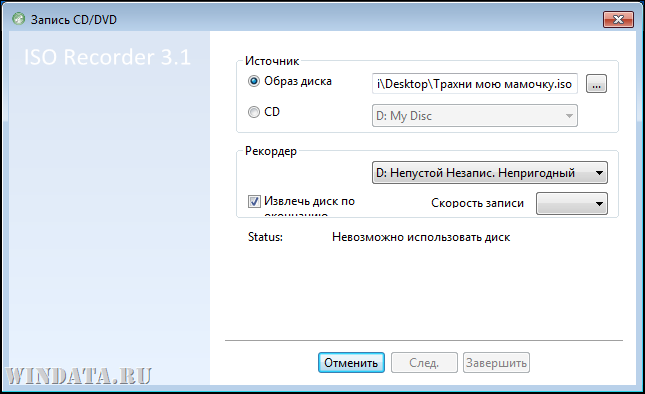 Запись CD/DVD
ISO Recorder 3.1
Источник
Образ диска
i\Desktop\Трахни мою мамочку.iso
...
CD
D: My Disc
Рекордер
D: Непустой Незапис. Непригодный
Извлечь диск по
окончанию
Скорость записи
Status:
Невозможно использовать диск
Отменить
След.
Завершить
WINDATA.RU